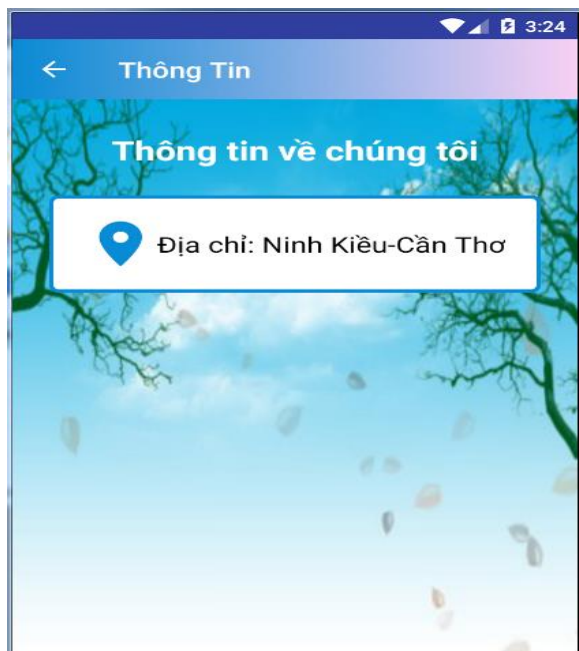 3:24
Thông Tin
Thông tin về chúng tôi
Địa chỉ: Ninh Kiều-Cần Thơ